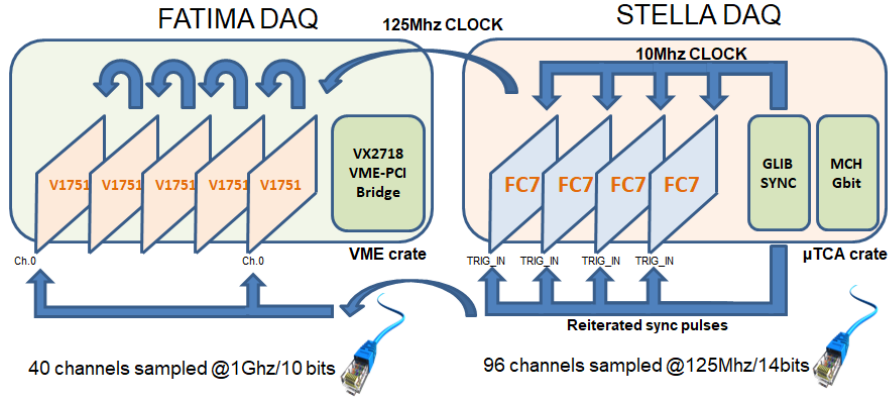 FATIMA DAQ
125Mhz CLOCK
STELLA DAQ
10Mhz CLOCK
V1751
V1751
V1751
V1751
V1751
VX2718
VME-PCI
Bridge
FC7
FC7
FC7
FC7
GLIB
SYNC
MCH
Gbit
Ch.0
Ch.0
VME crate
TRIG_IN
TRIG_IN
TRIG_IN
TRIG_IN
µTCA crate
Reiterated sync pulses
40 channels sampled @1Ghz/10 bits
96 channels sampled @125Mhz/14bits